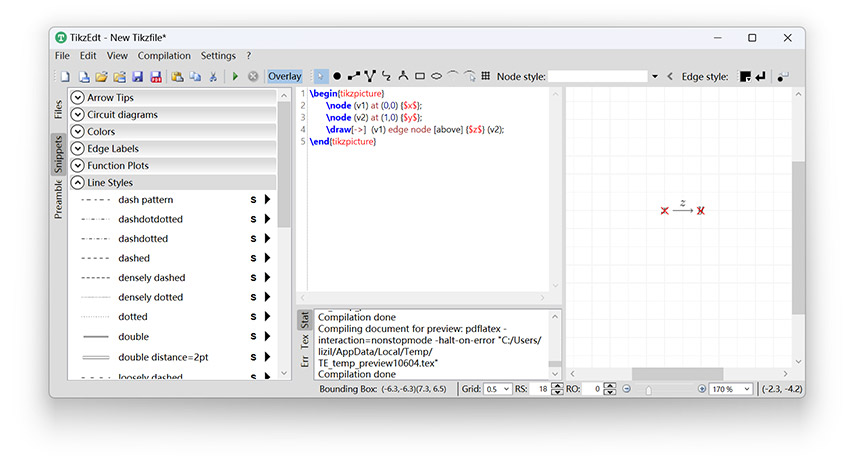 TikzEdt - New Tikzfile*
File Edit View Compilation Settings ?
Overlay Node style: Edge style:
Files
Snippets
Preamble
Arrow Tips
Circuit diagrams
Colors
Edge Labels
Function Plots
Line Styles
dash pattern S
dashdotdotted S
dashdotted S
dashed S
densely dashed S
densely dotted S
dotted S
double S
double distance=2pt S
loosely dashed S
1 \begin{tikzpicture}
2 \node (v1) at (0,0) {$x$};
3 \node (v2) at (1,0) {$y$};
4 \draw[->] (v1) edge node [above] {$z$} (v2);
5 \end{tikzpicture}
z
x y
Stat
Tex
Err
Compilation done
Compiling document for preview: pdflatex -
interaction=nonstopmode -halt-on-error "C:/Users/
lizil/AppData/Local/Temp/
TE_temp_preview10604.tex"
Compilation done
Bounding Box: (-6.3,-6.3)(7.3, 6.5) Grid: 0.5 RS: 18 RO: 0 170 % (-2.3, -4.2)